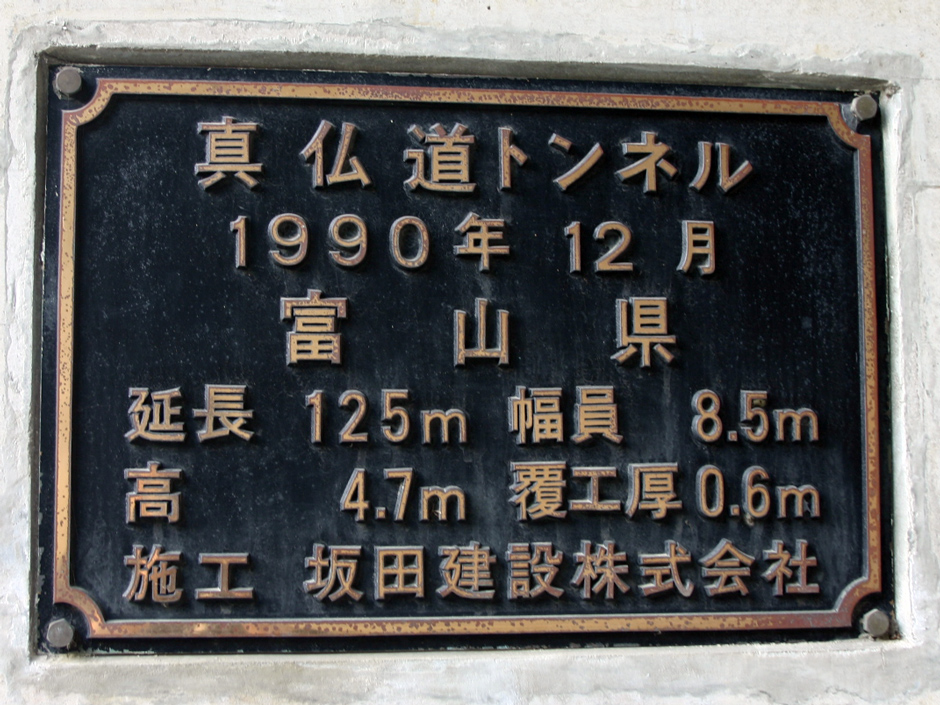 真仏道トンネル
1990年 12月
富山県
延長 125m 幅員 8.5m
高 4.7m 覆工厚 0.6m
施工 坂田建設株式会社